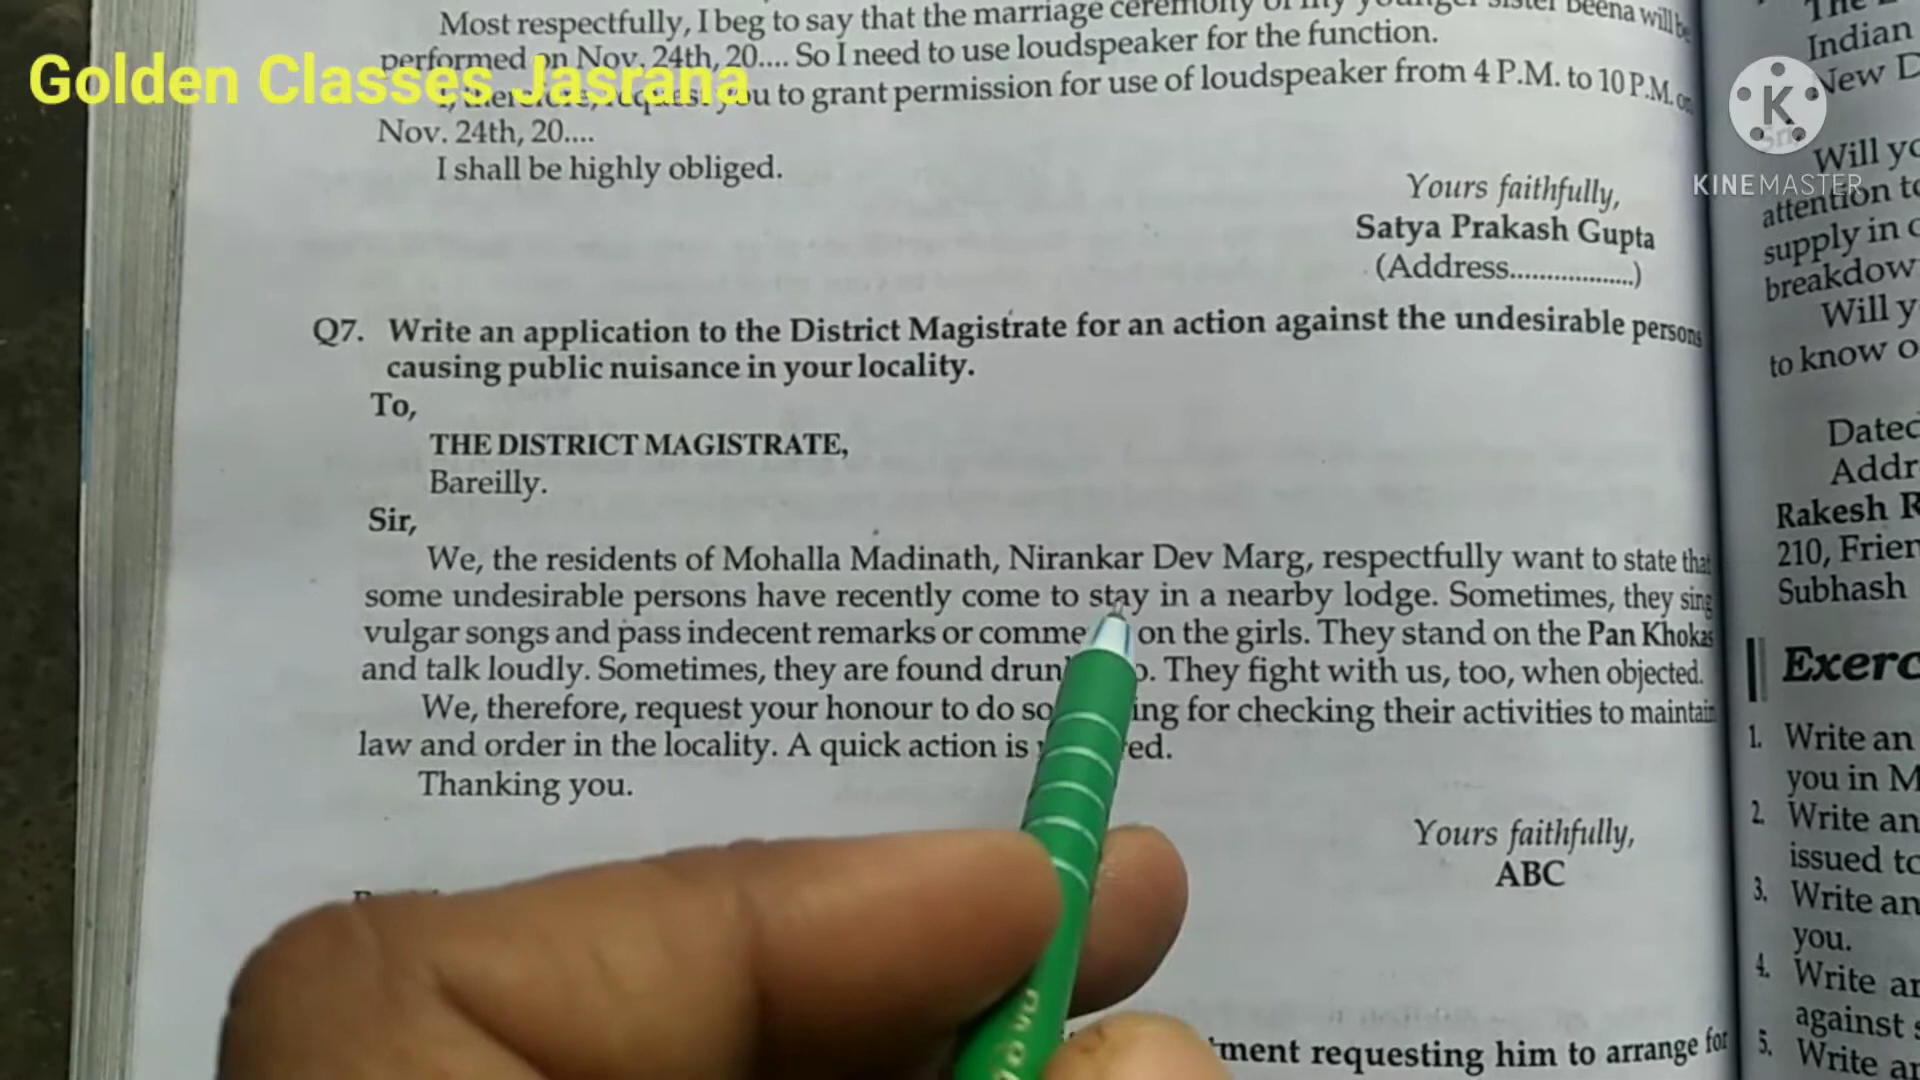 Most respectfully, I beg to say that the marriage ceremony of my younger sister Beena will be
performed on Nov. 24th, 20.... So I need to use loudspeaker for the function.
Golden Classes Jasrana
I, therefore, request you to grant permission for use of loudspeaker from 4 P.M. to 10 P.M. on
Nov. 24th, 20....
I shall be highly obliged.
Yours faithfully,
Satya Prakash Gupta
(Address..................)
Q7. Write an application to the District Magistrate for an action against the undesirable persons
causing public nuisance in your locality.
To,
THE DISTRICT MAGISTRATE,
Bareilly.
Sir,
We, the residents of Mohalla Madinath, Nirankar Dev Marg, respectfully want to state that
some undesirable persons have recently come to stay in a nearby lodge. Sometimes, they sing
vulgar songs and pass indecent remarks or comme on the girls. They stand on the Pan Khokas
and talk loudly. Sometimes, they are found drun o. They fight with us, too, when objected.
We, therefore, request your honour to do so ing for checking their activities to maintain
law and order in the locality. A quick action is ed.
Thanking you.
Yours faithfully,
ABC
tment requesting him to arrange for
The
Indian
New D
K
KINEMASTER
Sir,
Will yo
attention to
supply in o
breakdow
Will y
to know o
Dated
Addr
Rakesh R
210, Frien
Subhash
Exerc
1. Write an
you in M
2. Write an
issued to
3. Write an
you.
4. Write ar
against s
5. Write ar